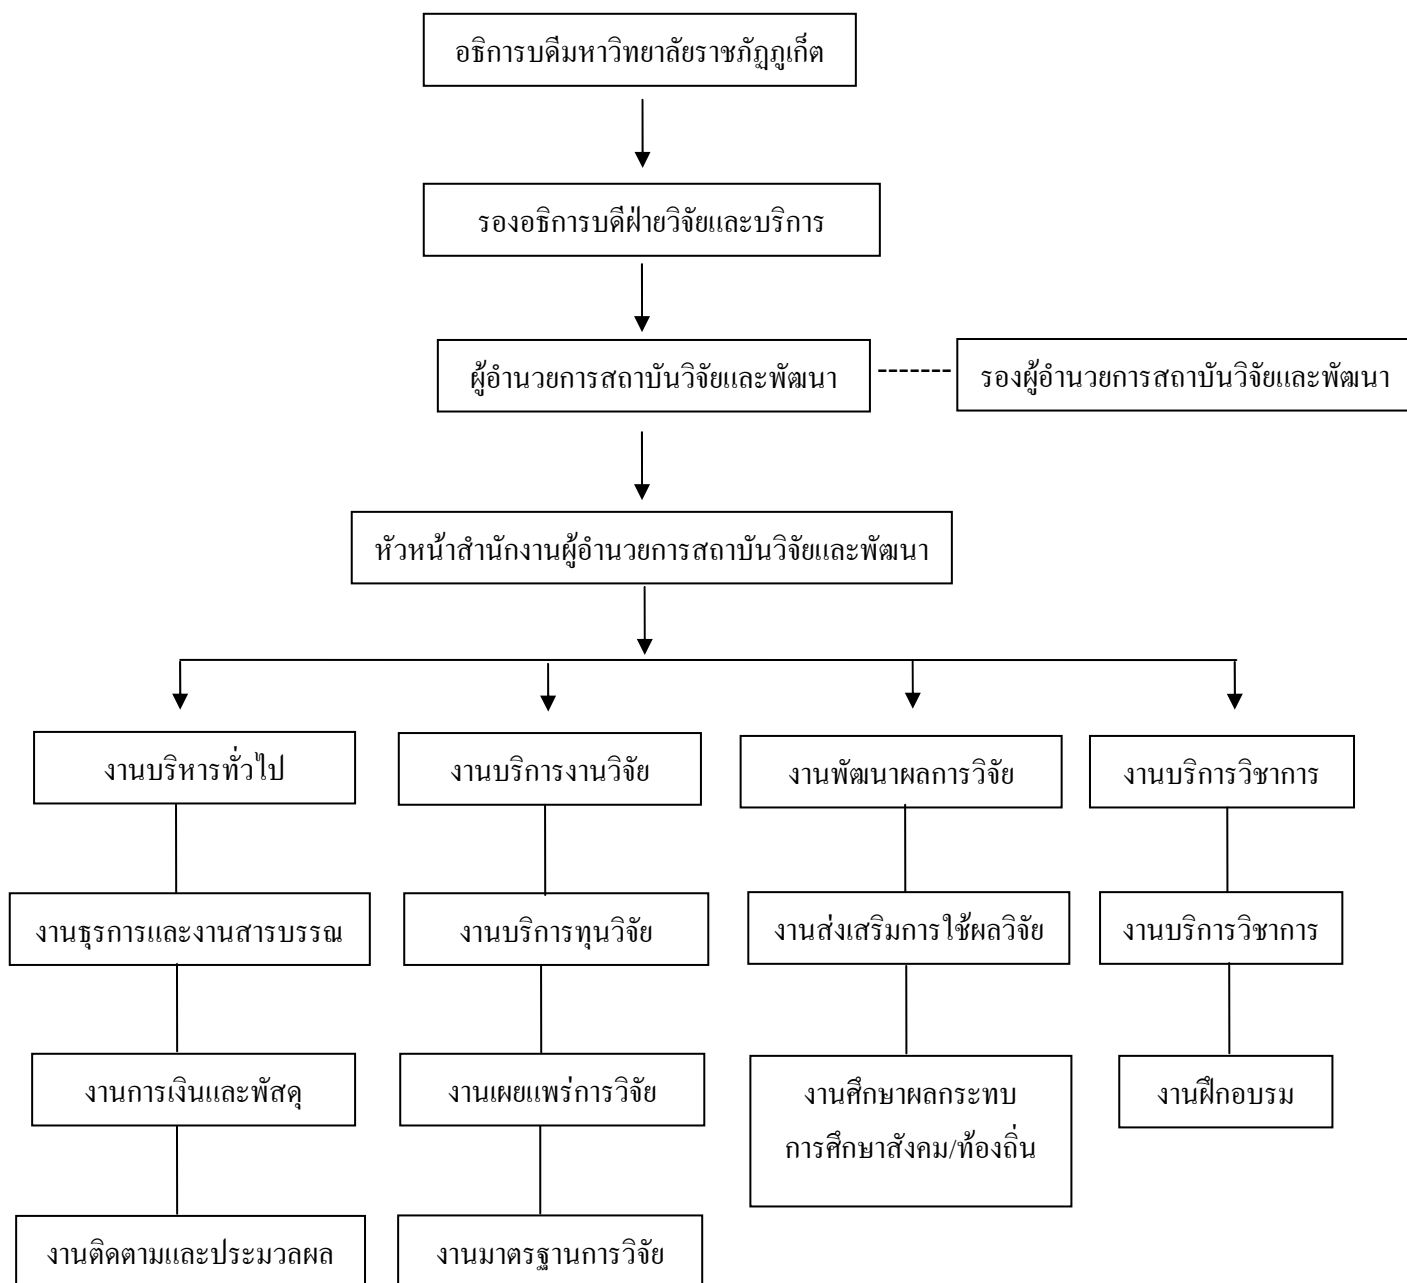 อธิการบดีมหาวิทยาลัยราชภัฏภูเก็ต
รองอธิการบดีฝ่ายวิจัยและบริการ
ผู้อำนวยการสถาบันวิจัยและพัฒนา
รองผู้อำนวยการสถาบันวิจัยและพัฒนา
หัวหน้าสำนักงานผู้อำนวยการสถาบันวิจัยและพัฒนา
งานบริหารทั่วไป
งานบริการงานวิจัย
งานพัฒนาผลการวิจัย
งานบริการวิชาการ
งานธุรการและงานสารบรรณ
งานบริการทุนวิจัย
งานส่งเสริมการใช้ผลวิจัย
งานบริการวิชาการ
งานการเงินและพัสดุ
งานเผยแพร่การวิจัย
งานศึกษาผลกระทบ
การศึกษาสังคม/ท้องถิ่น
งานฝึกอบรม
งานติดตามและประมวลผล
งานมาตรฐานการวิจัย